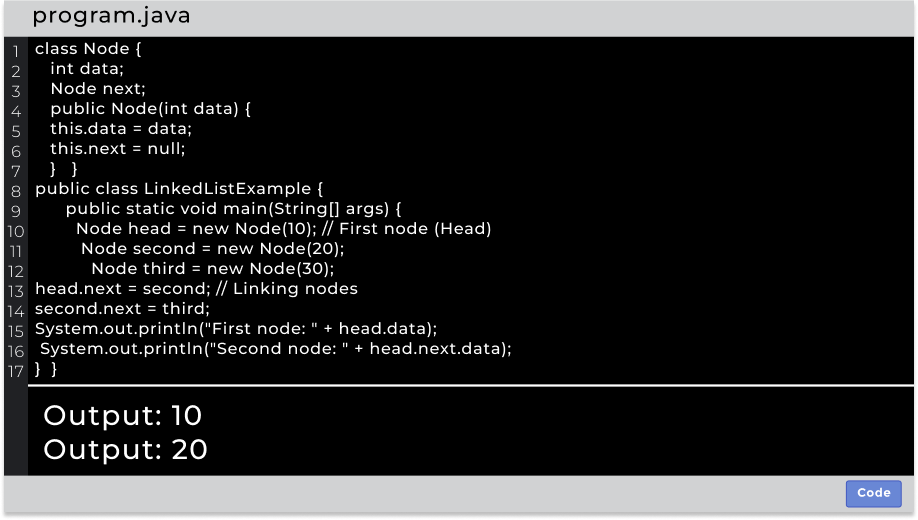 program.java
1 class Node {
2 int data;
3 Node next;
4 public Node(int data) {
5 this.data = data;
6 this.next = null;
7 } }
8 public class LinkedListExample {
9 public static void main(String[] args) {
10 Node head = new Node(10); // First node (Head)
11 Node second = new Node(20);
12 Node third = new Node(30);
13 head.next = second; // Linking nodes
14 second.next = third;
15 System.out.println("First node: " + head.data);
16 System.out.println("Second node: " + head.next.data);
17 } }
Output: 10
Output: 20
Code